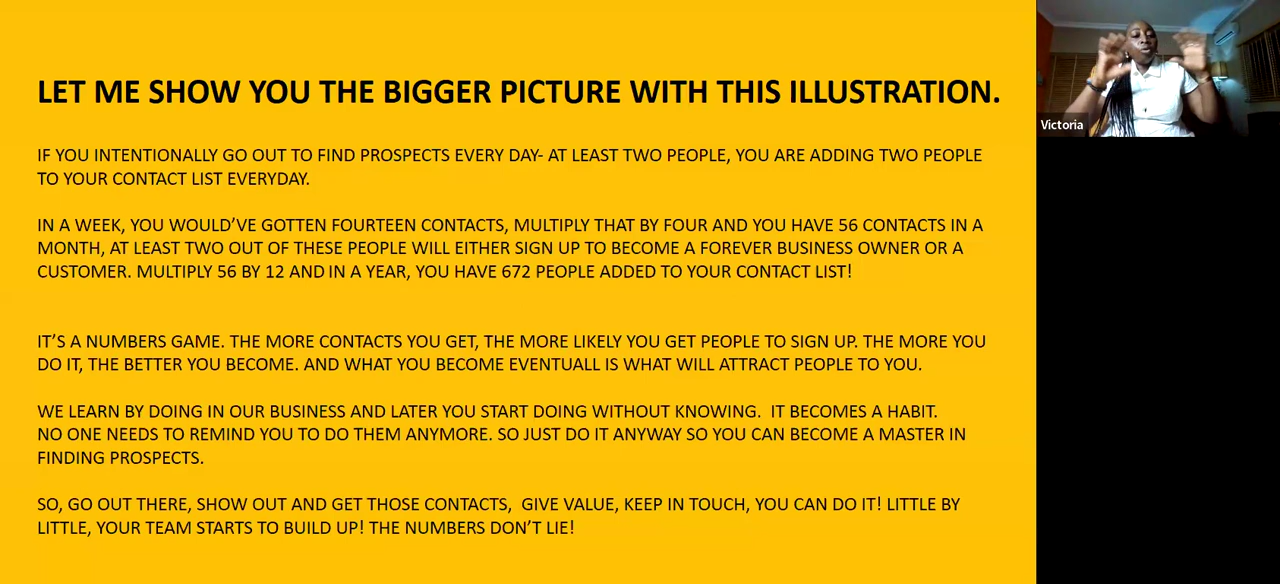 LET ME SHOW YOU THE BIGGER PICTURE WITH THIS ILLUSTRATION.
IF YOU INTENTIONALLY GO OUT TO FIND PROSPECTS EVERY DAY- AT LEAST TWO PEOPLE, YOU ARE ADDING TWO PEOPLE
TO YOUR CONTACT LIST EVERYDAY.
IN A WEEK, YOU WOULD’VE GOTTEN FOURTEEN CONTACTS, MULTIPLY THAT BY FOUR AND YOU HAVE 56 CONTACTS IN A
MONTH, AT LEAST TWO OUT OF THESE PEOPLE WILL EITHER SIGN UP TO BECOME A FOREVER BUSINESS OWNER OR A
CUSTOMER. MULTIPLY 56 BY 12 AND IN A YEAR, YOU HAVE 672 PEOPLE ADDED TO YOUR CONTACT LIST!
IT’S A NUMBERS GAME. THE MORE CONTACTS YOU GET, THE MORE LIKELY YOU GET PEOPLE TO SIGN UP. THE MORE YOU
DO IT, THE BETTER YOU BECOME. AND WHAT YOU BECOME EVENTUALL IS WHAT WILL ATTRACT PEOPLE TO YOU.
WE LEARN BY DOING IN OUR BUSINESS AND LATER YOU START DOING WITHOUT KNOWING.  IT BECOMES A HABIT.
NO ONE NEEDS TO REMIND YOU TO DO THEM ANYMORE. SO JUST DO IT ANYWAY SO YOU CAN BECOME A MASTER IN
FINDING PROSPECTS.
SO, GO OUT THERE, SHOW OUT AND GET THOSE CONTACTS,  GIVE VALUE, KEEP IN TOUCH, YOU CAN DO IT! LITTLE BY
LITTLE, YOUR TEAM STARTS TO BUILD UP! THE NUMBERS DON’T LIE!
Victoria